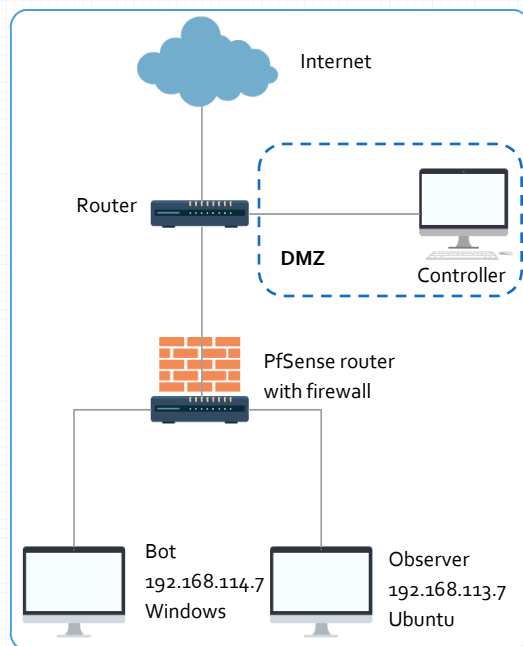 Internet
Router
DMZ
Controller
PfSense router
with firewall
Bot
192.168.114.7
Windows
Observer
192.168.113.7
Ubuntu